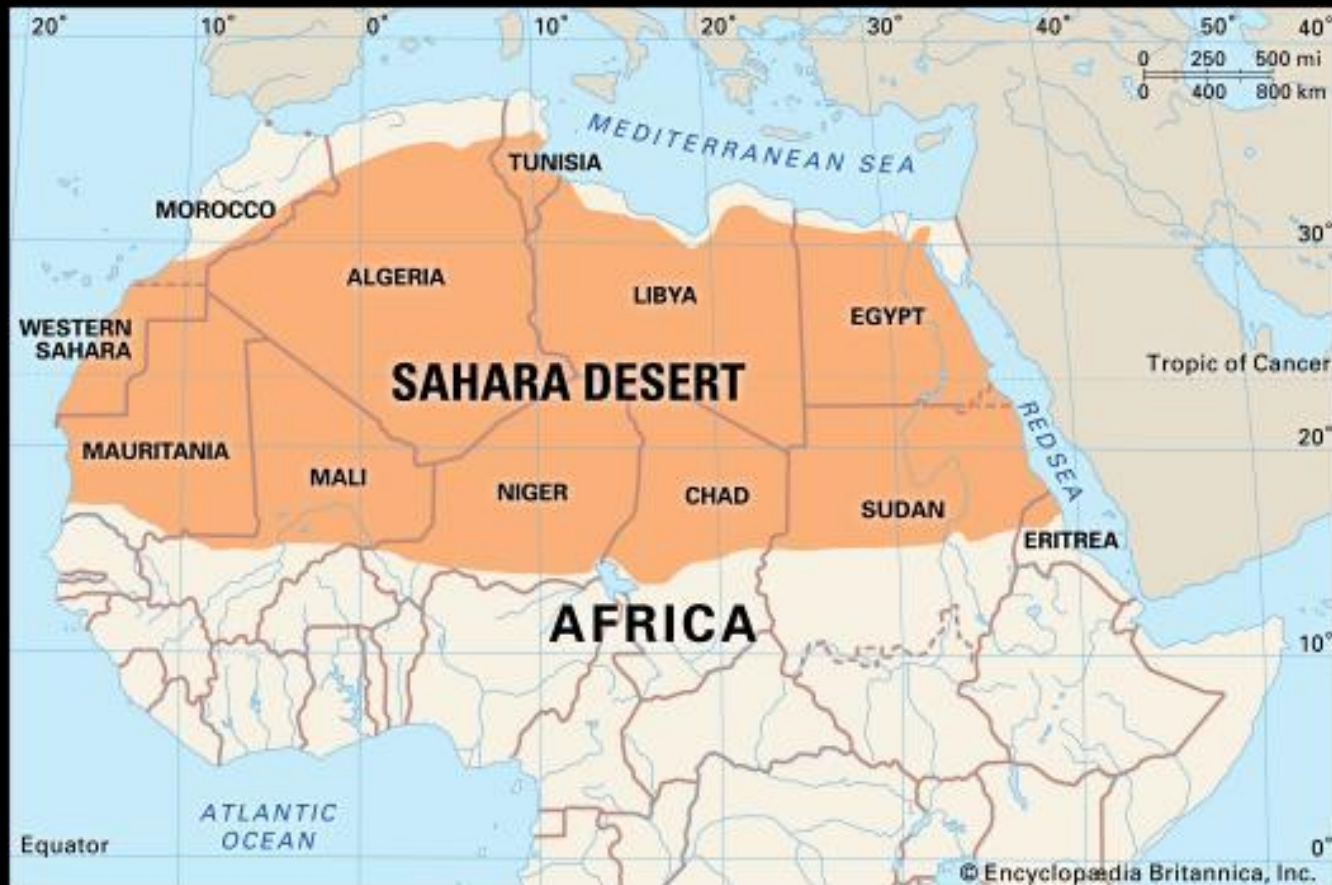 20° 10° 0° 10° 20° 30° 40° 50° 40°
0 250 500 mi
0 400 800 km
MEDITERRANEAN SEA
TUNISIA
MOROCCO
30°
ALGERIA
LIBYA
EGYPT
WESTERN
SAHARA
SAHARA DESERT
Tropic of Cancer
RED SEA
20°
MAURITANIA
MALI
NIGER
CHAD
SUDAN
ERITREA
AFRICA
10°
ATLANTIC
OCEAN
Equator
0°
© Encyclopædia Britannica, Inc.